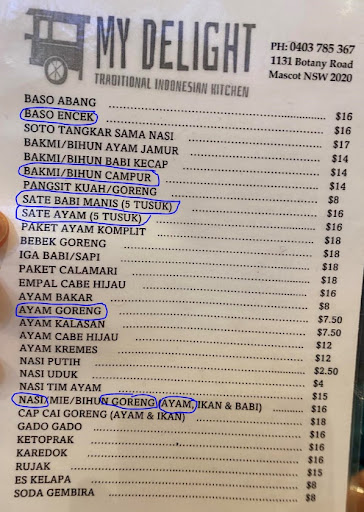 MY DELIGHT
TRADITIONAL INDONESIAN KITCHEN
PH: 0403 785 367
1131 Botany Road
Mascot NSW 2020
BASO ABANG $16
BASO ENCEK $16
SOTO TANGKAR SAMA NASI $17
BAKMI/BIHUN AYAM JAMUR $14
BAKMI/BIHUN BABI KECAP $14
BAKMI/BIHUN CAMPUR $14
PANGSIT KUAH/GORENG $8
SATE BABI MANIS (5 TUSUK) $16
SATE AYAM (5 TUSUK) $16
PAKET AYAM KOMPLIT $18
BEBEK GORENG $18
IGA BABI/SAPI $18
PAKET CALAMARI $18
EMPAL CABE HIJAU $16
AYAM BAKAR $8
AYAM GORENG $7.50
AYAM KALASAN $7.50
AYAM CABE HIJAU $12
AYAM KREMES $12
NASI PUTIH $2.50
NASI UDUK $4
NASI TIM AYAM $15
NASI/MIE/BIHUN GORENG (AYAM, IKAN & BABI) $16
CAP CAI GORENG (AYAM & IKAN) $18
GADO GADO $16
KETOPRAK $16
KAREDOK $16
RUJAK $15
ES KELAPA $8
SODA GEMBIRA $8